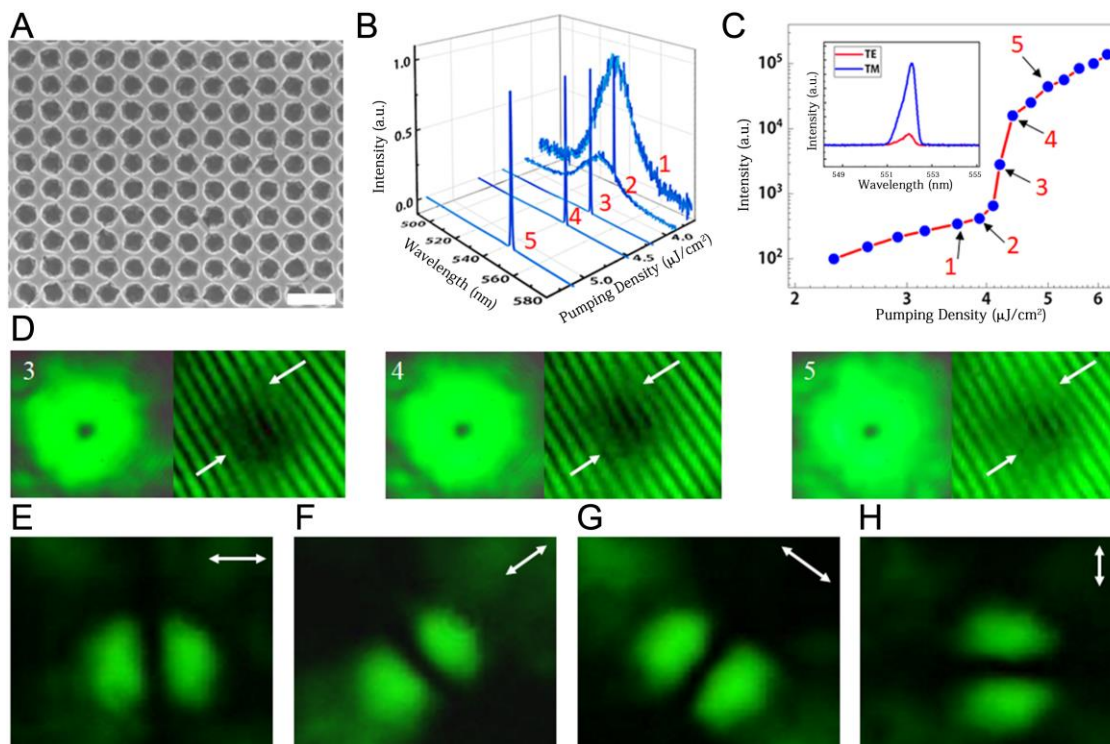 A
B
C
1.0
0.5
0.0
Intensity (a.u.)
500
520
540
560
580
Wavelength (nm)
5.0
4.5
4.0
Pumping Density (μJ/cm²)
1
2
3
4
5
10⁵
10⁴
10³
10²
Intensity (a.u.)
2
3
4
5
6
Pumping Density (μJ/cm²)
TE
TM
Intensity (a.u.)
549
551
553
555
Wavelength (nm)
5
4
3
2
1
D
3
4
5
E
F
G
H